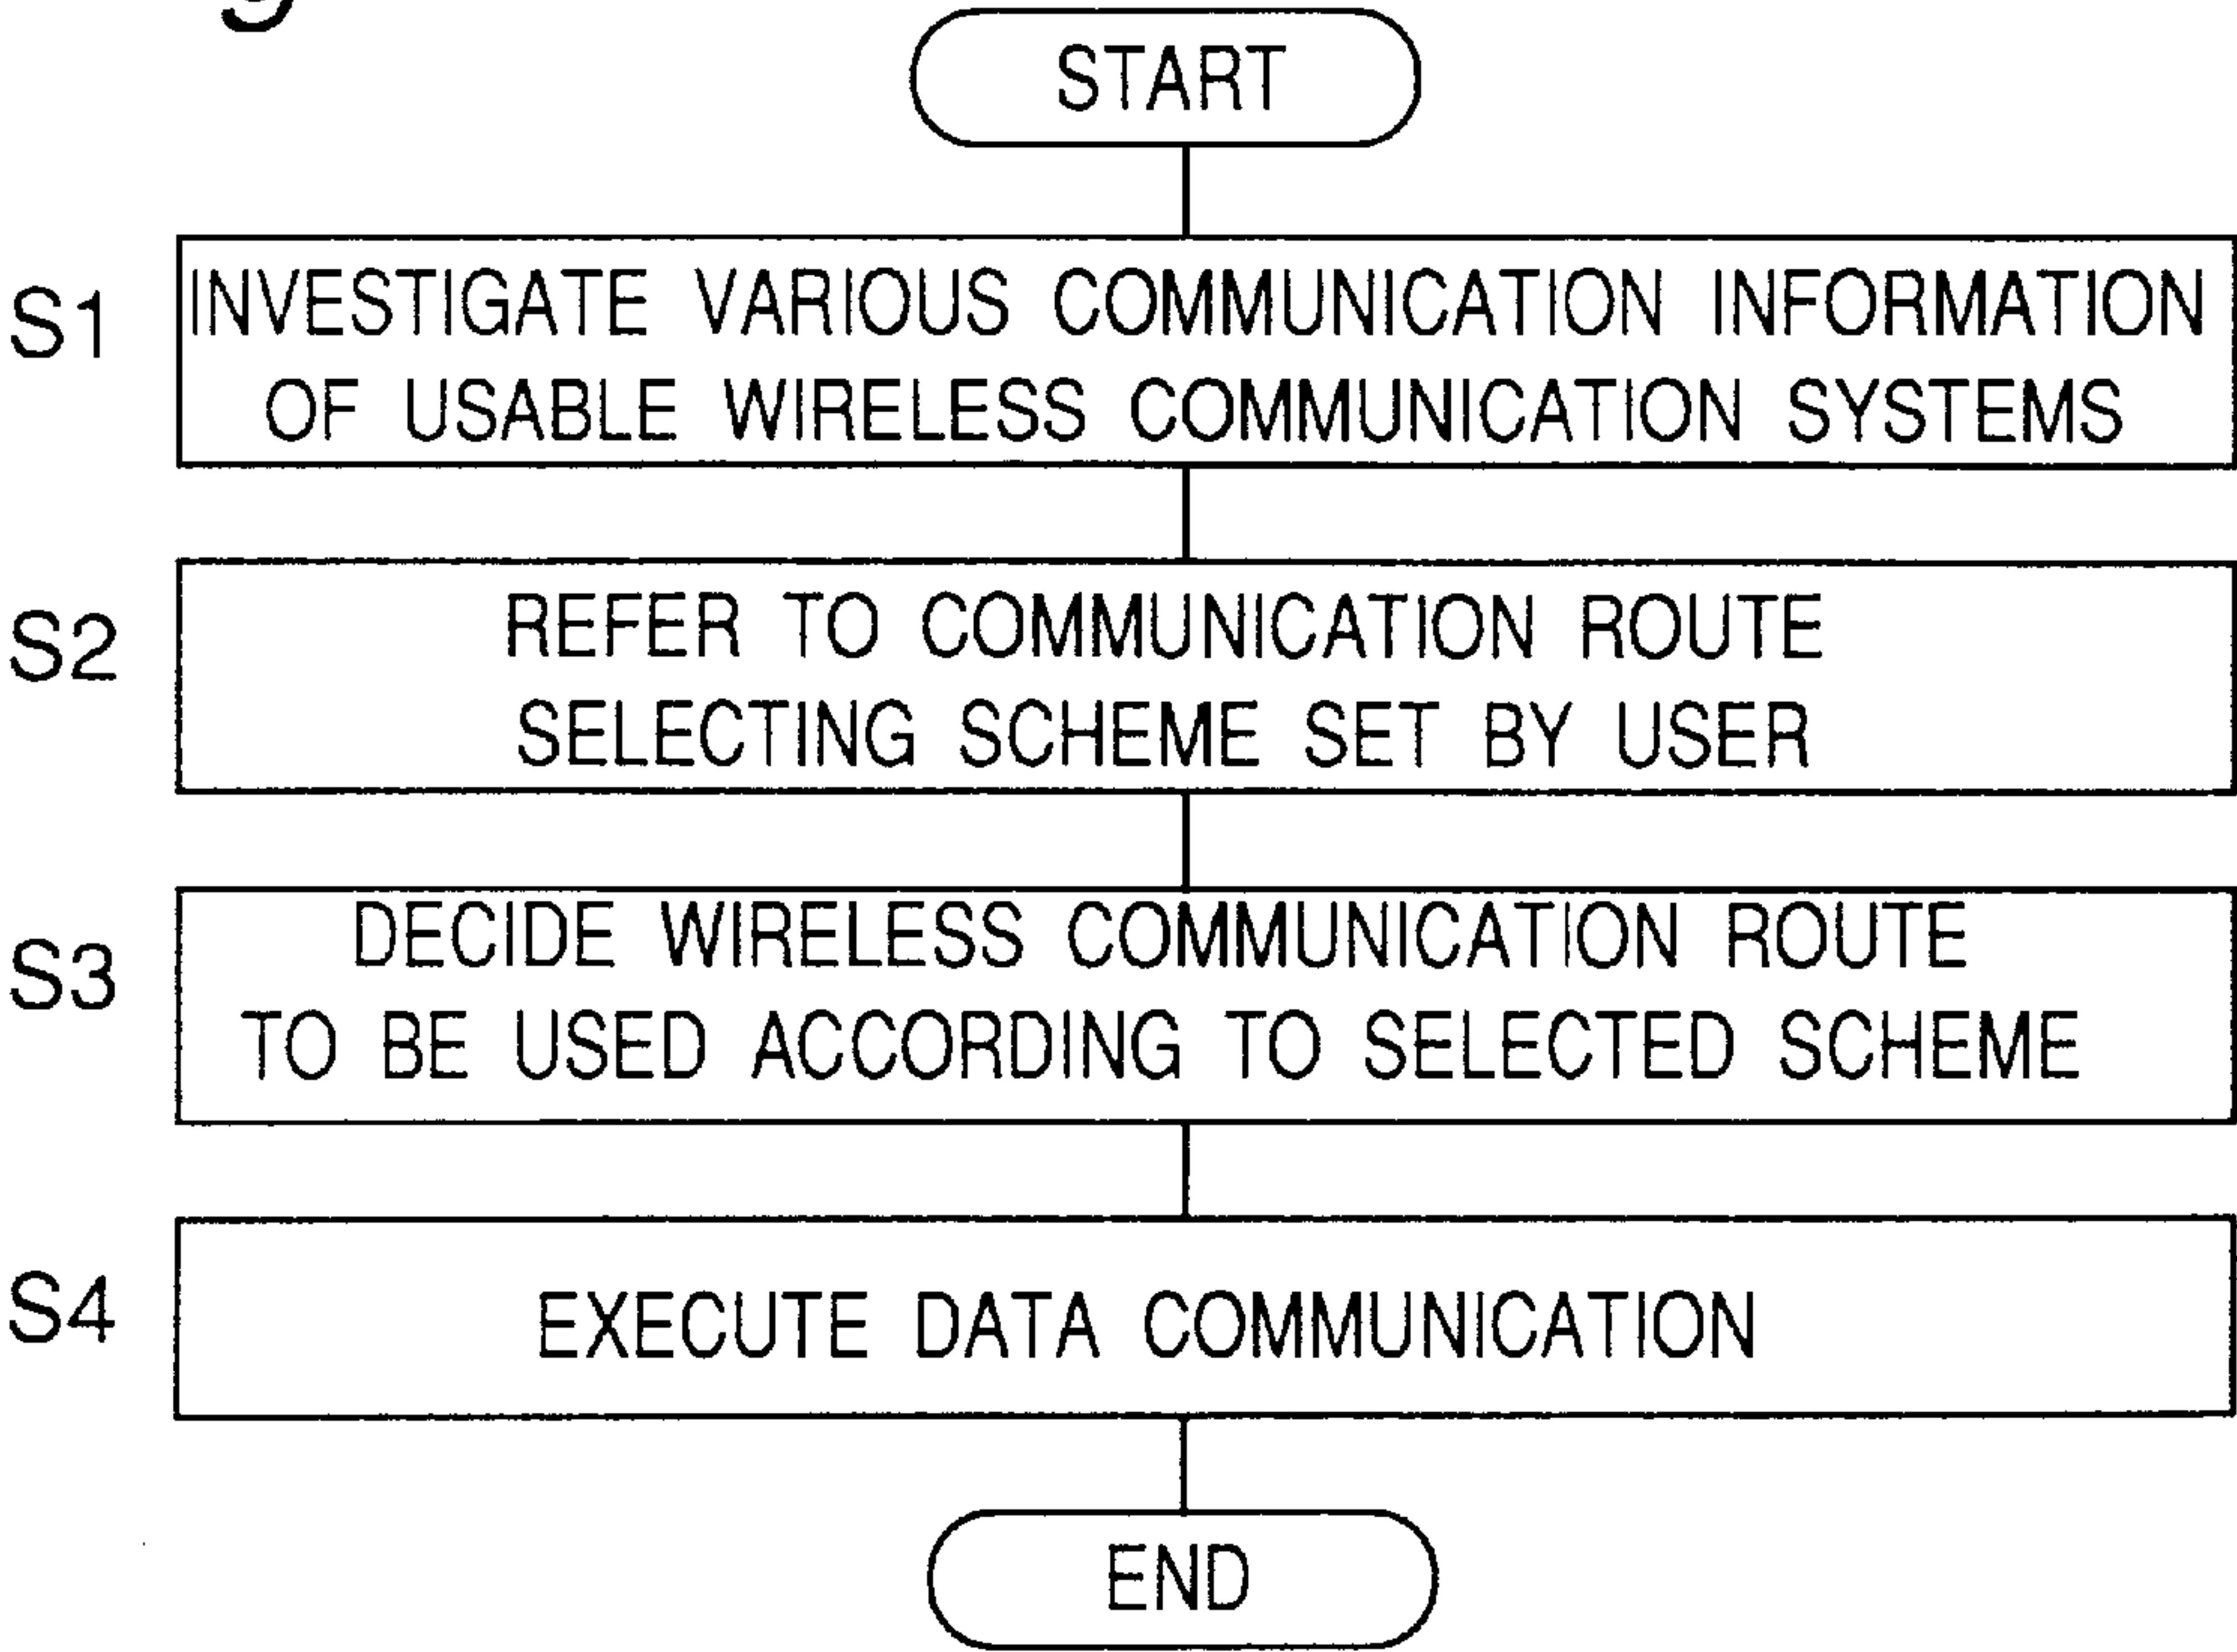 START
S1
INVESTIGATE VARIOUS COMMUNICATION INFORMATION
OF USABLE WIRELESS COMMUNICATION SYSTEMS
S2
REFER TO COMMUNICATION ROUTE
SELECTING SCHEME SET BY USER
S3
DECIDE WIRELESS COMMUNICATION ROUTE
TO BE USED ACCORDING TO SELECTED SCHEME
S4
EXECUTE DATA COMMUNICATION
END